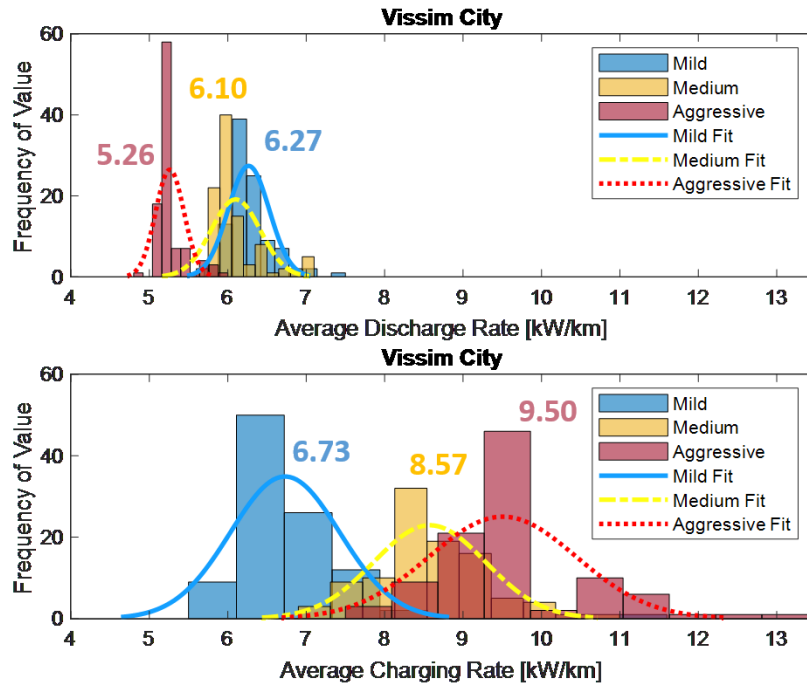 Vissim City
60
40
20
0
Frequency of Value
5.26
6.10
6.27
Mild
Medium
Aggressive
Mild Fit
Medium Fit
Aggressive Fit
4 5 6 7 8 9 10 11 12 13
Average Discharge Rate [kW/km]
Vissim City
60
40
20
0
Frequency of Value
6.73
8.57
9.50
Mild
Medium
Aggressive
Mild Fit
Medium Fit
Aggressive Fit
4 5 6 7 8 9 10 11 12 13
Average Charging Rate [kW/km]